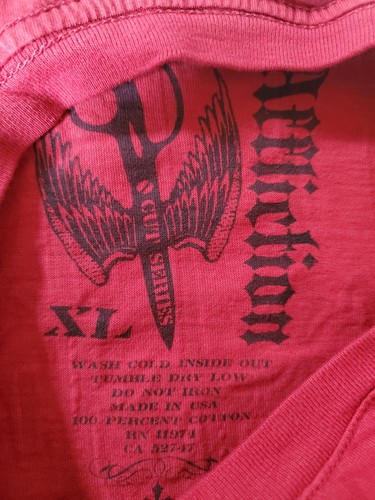 Affliction
CUT SERIES
XL
WASH COLD INSIDE OUT
TUMBLE DRY LOW
DO NOT IRON
MADE IN USA
100 PERCENT COTTON
RN 11974
CA 52747